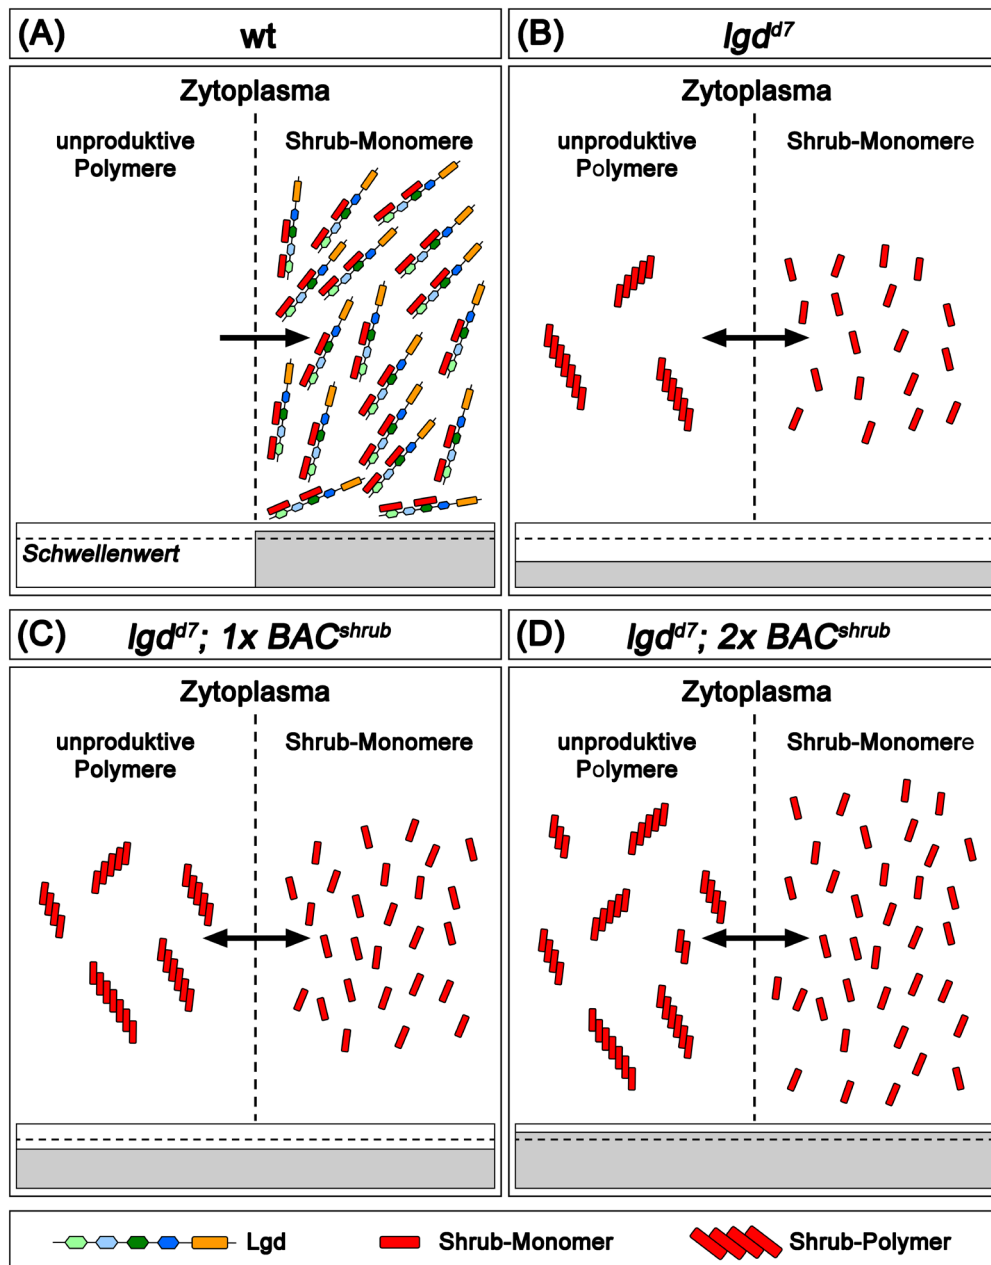 (A) wt
Zytoplasma
unproduktive
Polymere
Shrub-Monomere
Schwellenwert
(B) lgd^d7
Zytoplasma
unproduktive
Polymere
Shrub-Monomere
(C) lgd^d7; 1x BAC^shrub
Zytoplasma
unproduktive
Polymere
Shrub-Monomere
(D) lgd^d7; 2x BAC^shrub
Zytoplasma
unproduktive
Polymere
Shrub-Monomere
Lgd
Shrub-Monomer
Shrub-Polymer